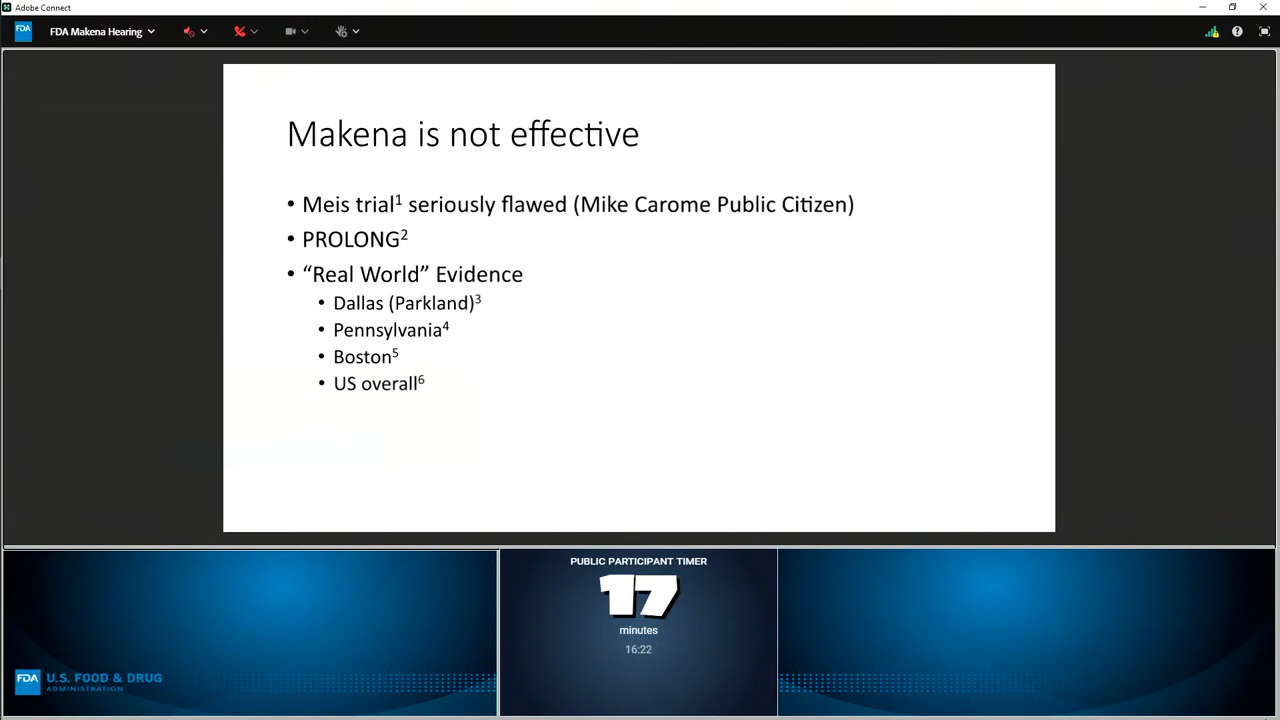 Adobe Connect
FDA
FDA Makena Hearing
Makena is not effective
• Meis trial1 seriously flawed (Mike Carome Public Citizen)
• PROLONG2
• “Real World” Evidence
• Dallas (Parkland)3
• Pennsylvania4
• Boston5
• US overall6
PUBLIC PARTICIPANT TIMER
17
minutes
16:22
FDA U.S. FOOD & DRUG
ADMINISTRATION